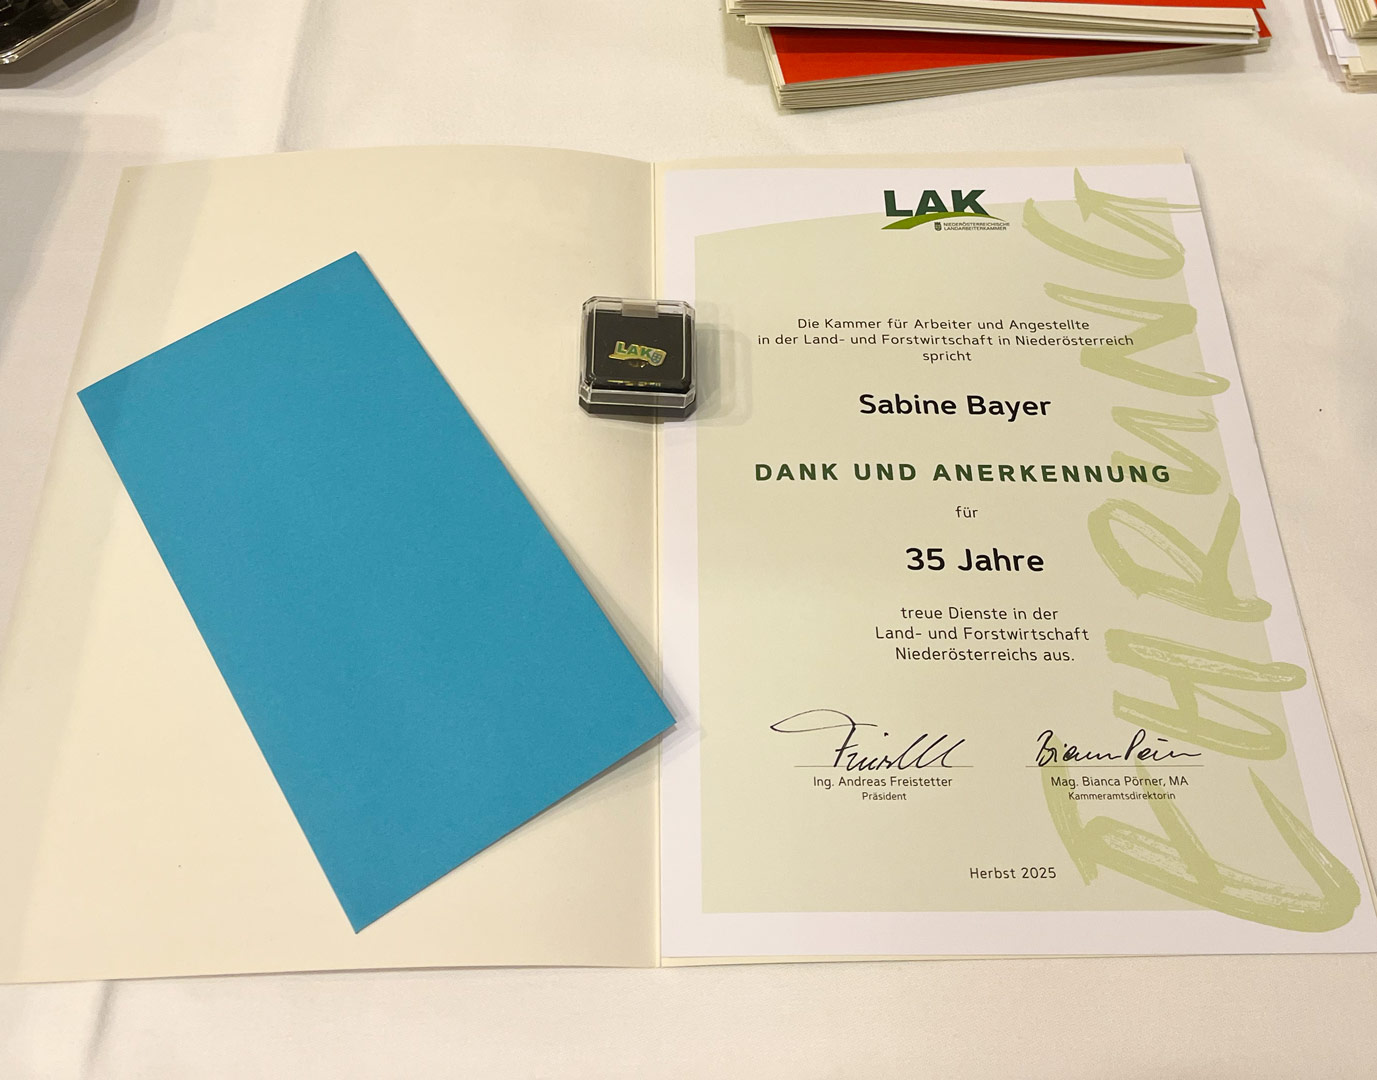 LAK
NIEDERÖSTERREICHISCHE
LANDARBEITERKAMMER
Die Kammer für Arbeiter und Angestellte
in der Land- und Forstwirtschaft in Niederösterreich
spricht
Sabine Bayer
DANK UND ANERKENNUNG
für
35 Jahre
treue Dienste in der
Land- und Forstwirtschaft
Niederösterreichs aus.
Ing. Andreas Freistetter
Präsident
Mag. Bianca Pörner, MA
Kammeramtsdirektorin
Herbst 2025
EHRUNG
LAK